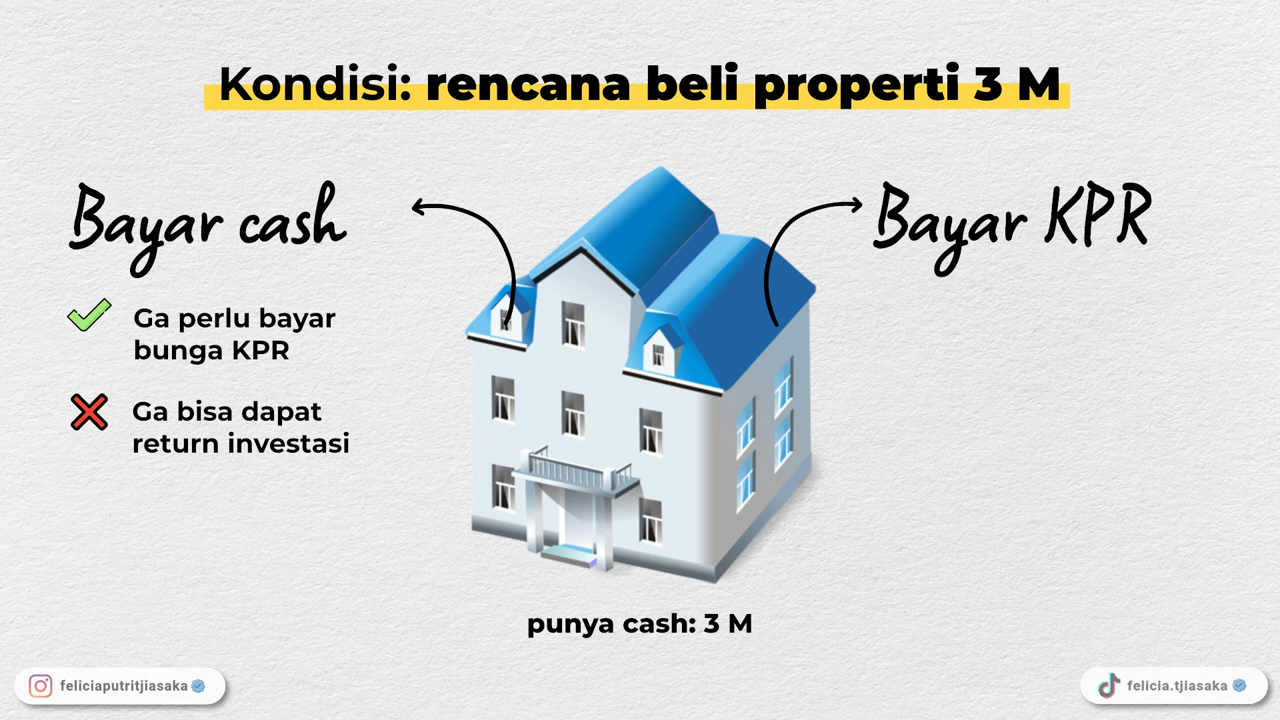 Kondisi: rencana beli properti 3 M
Bayar cash
Ga perlu bayar
bunga KPR
Ga bisa dapat
return investasi
Bayar KPR
punya cash: 3 M
feliciaputritjiasaka
felicia.tjiasaka